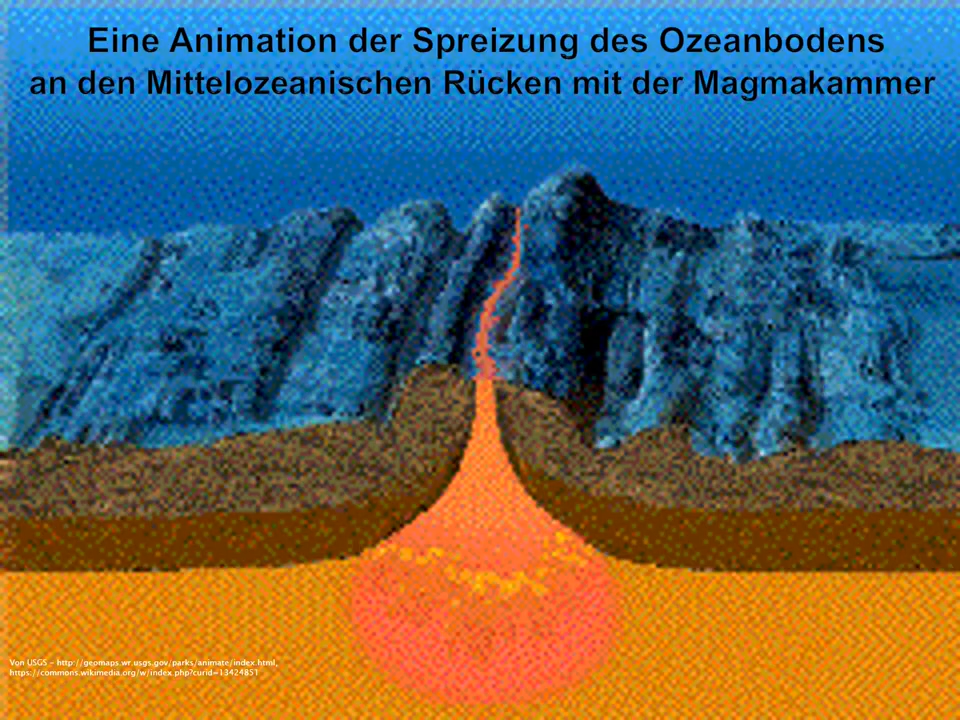 Eine Animation der Spreizung des Ozeanbodens
an den Mittelozeanischen Rücken mit der Magmakammer
Von USGS - http://geomaps.wr.usgs.gov/parks/animate/index.html,
https://commons.wikimedia.org/w/index.php?curid=13424851